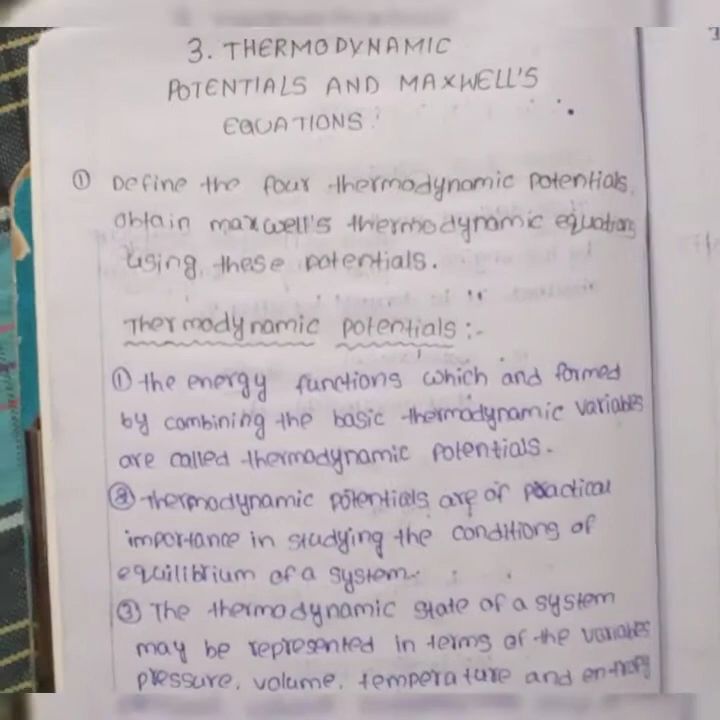 3. THERMODYNAMIC
POTENTIALS AND MAXWELL'S
EQUATIONS:
① Define the four thermodynamic potentials,
obtain maxwell's thermodynamic equations
using these potentials.
Thermodynamic potentials :-
① the energy functions which and formed
by combining the basic thermodynamic variables
are called thermodynamic potentials.
② thermodynamic potentials are of practical
importance in studying the conditions of
equilibrium of a system.
③ The thermodynamic state of a system
may be represented in terms of the variables
pressure, volume, temperature and entropy